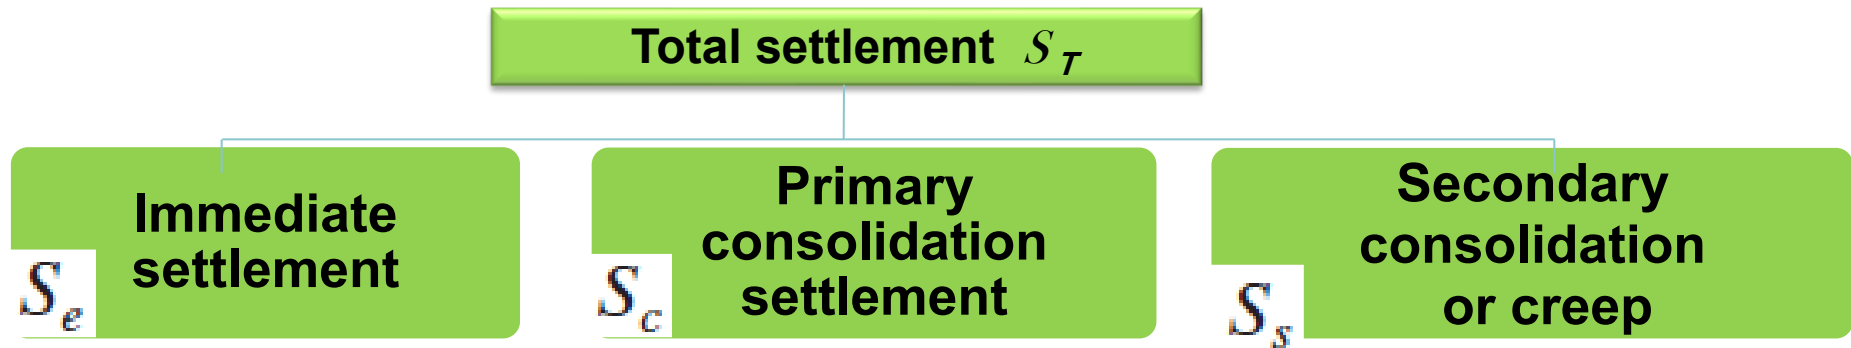 Total settlement S T
Immediate
settlement
S e
Primary
consolidation
settlement
S c
Secondary
consolidation
or creep
S s